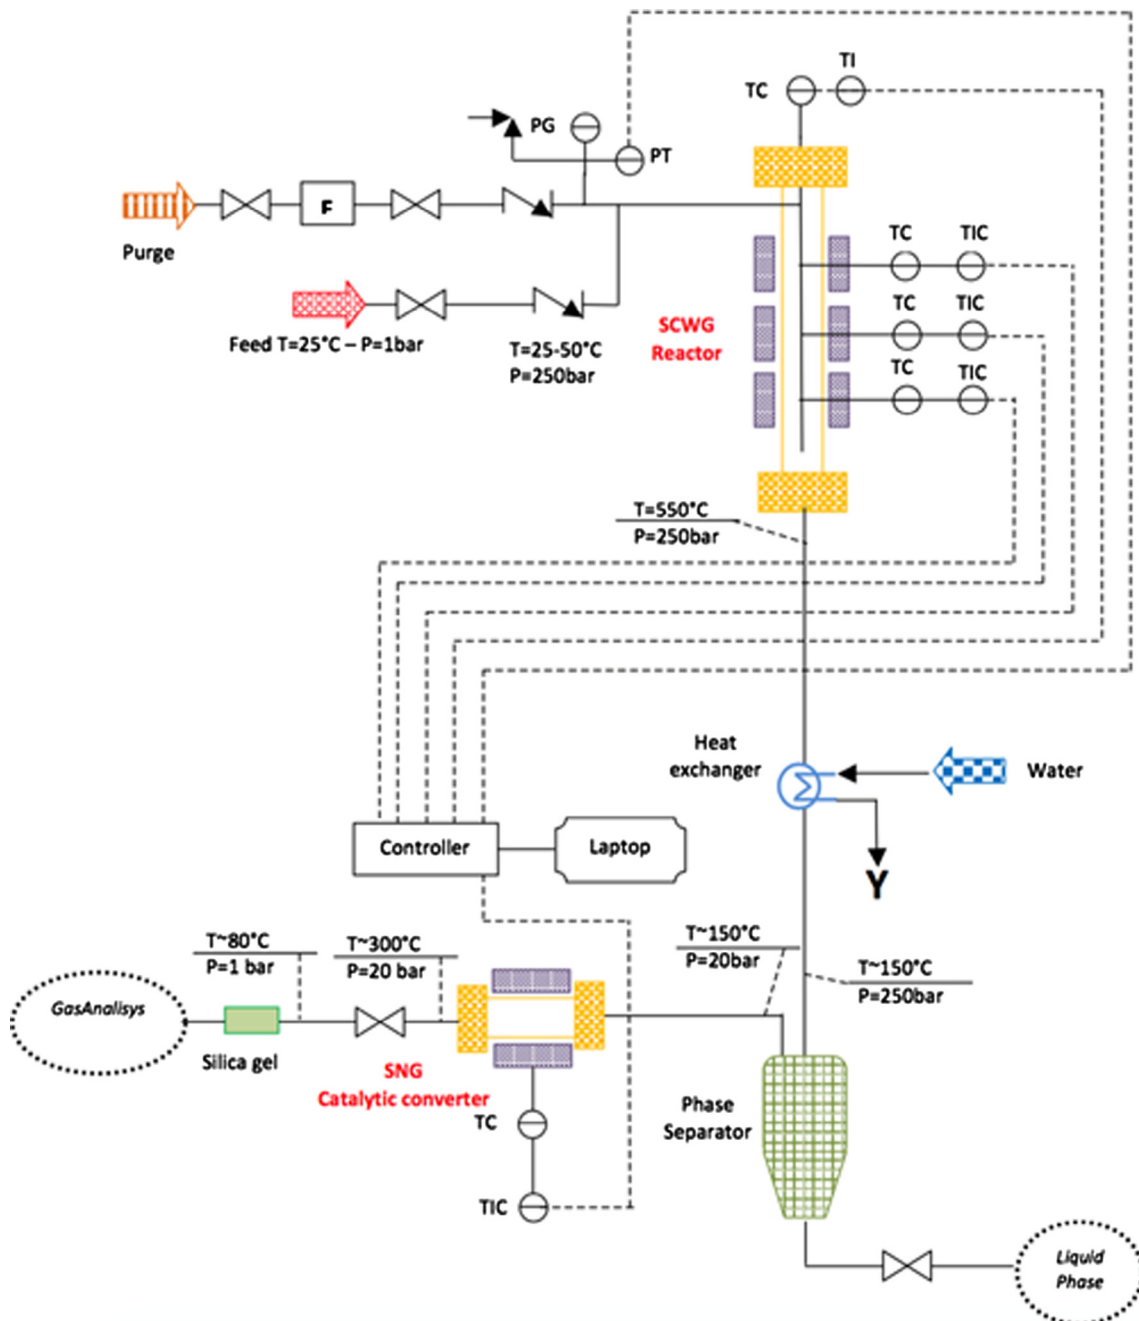 TI
TC
PG
PT
F
Purge
TC TIC
Feed T=25°C – P=1bar
T=25-50°C
P=250bar
SCWG
Reactor
TC TIC
TC TIC
T=550°C
P=250bar
Heat
exchanger
Water
Controller
Laptop
Y
T~80°C
P=1 bar
T~300°C
P=20 bar
T~150°C
P=20bar
T~150°C
P=250bar
GasAnalisys
Silica gel
SNG
Catalytic converter
TC
TIC
Phase
Separator
Liquid
Phase